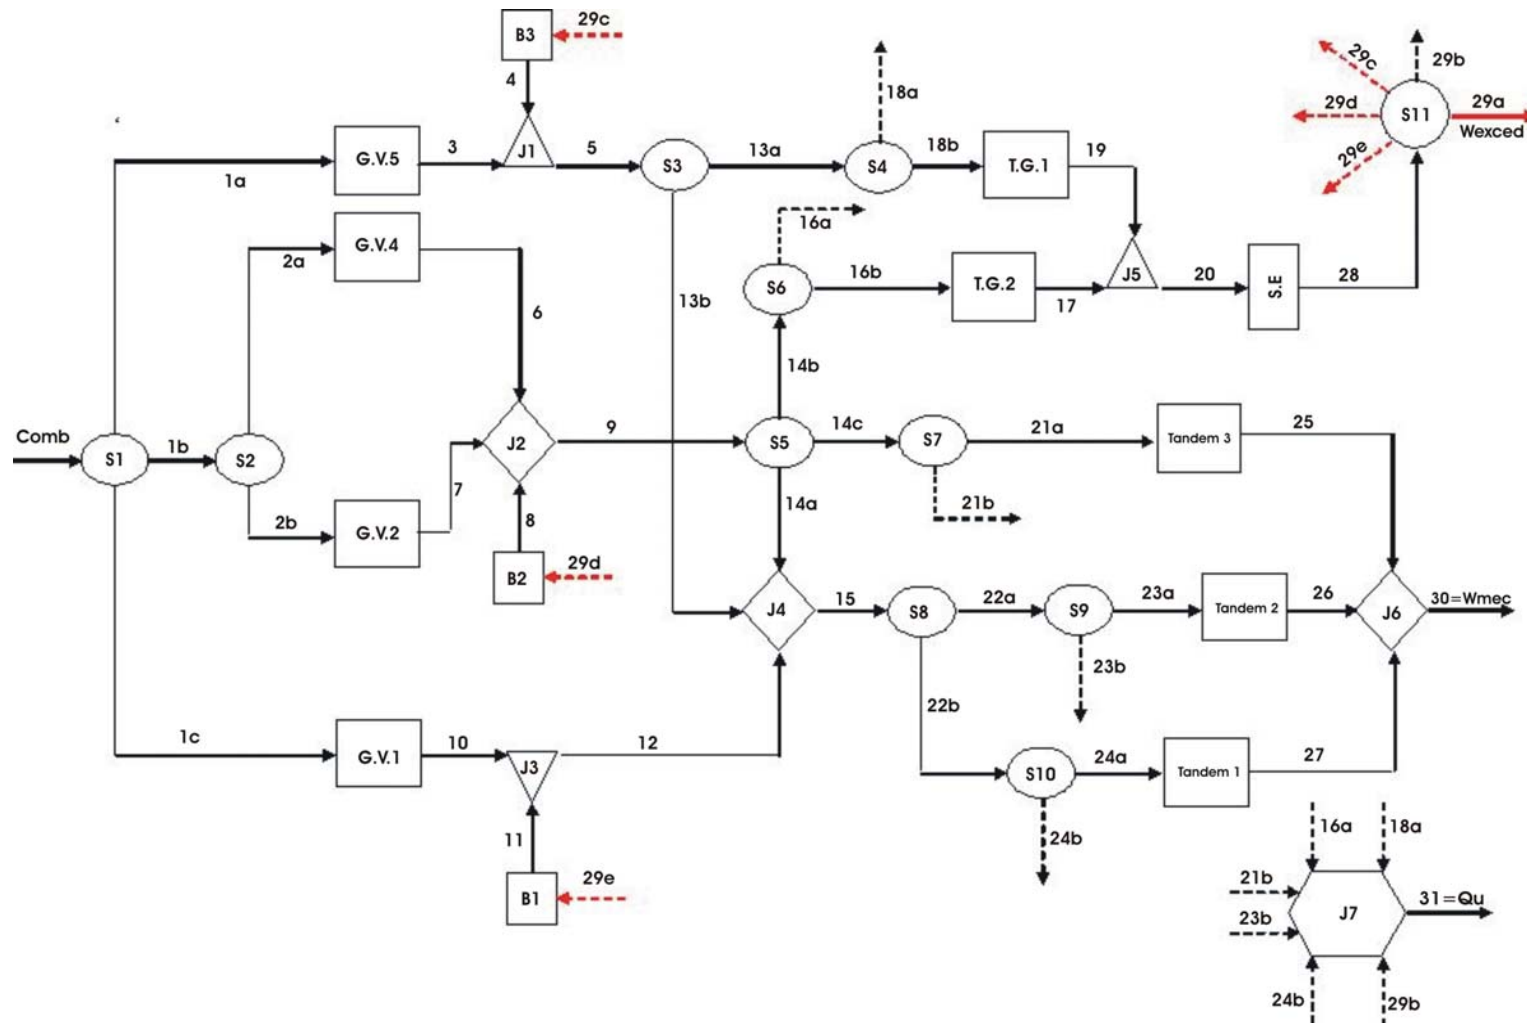 B3
29c
4
1a
G.V.5
3
J1
5
S3
13a
S4
18a
18b
T.G.1
19
29c
29b
29d
S11
29a
Wexced
29e
2a
G.V.4
6
13b
16a
S6
16b
T.G.2
17
J5
20
S.E
28
14b
Comb
S1
1b
S2
J2
9
S5
14c
S7
21a
Tandem 3
25
7
2b
G.V.2
8
14a
21b
B2
29d
J4
15
S8
22a
S9
23a
Tandem 2
26
J6
30=Wmec
23b
22b
1c
G.V.1
10
J3
12
S10
24a
Tandem 1
27
11
24b
B1
29e
16a
18a
21b
23b
J7
31=Qu
24b
29b